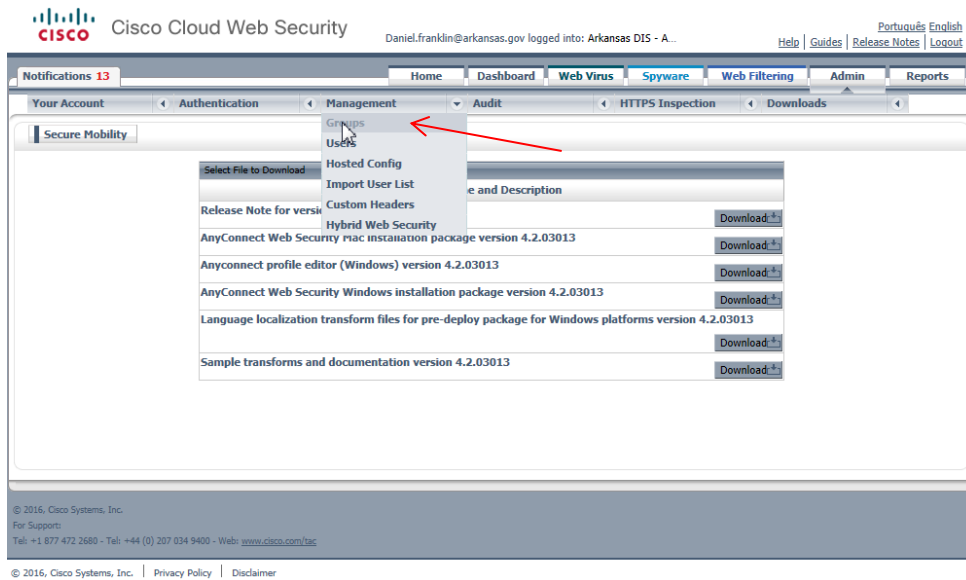 CISCO
Cisco Cloud Web Security
Daniel.franklin@arkansas.gov logged into: Arkansas DIS - A...
Português English
Help | Guides | Release Notes | Logout
Notifications 13
Home Dashboard Web Virus Spyware Web Filtering Admin Reports
Your Account Authentication Management Audit HTTPS Inspection Downloads
Secure Mobility
Groups
Users
Hosted Config
Import User List
Custom Headers
Hybrid Web Security
Select File to Download
e and Description
Release Note for versi
Download
AnyConnect Web Security Mac installation package version 4.2.03013
Download
Anyconnect profile editor (Windows) version 4.2.03013
Download
AnyConnect Web Security Windows installation package version 4.2.03013
Download
Language localization transform files for pre-deploy package for Windows platforms version 4.2.03013
Download
Sample transforms and documentation version 4.2.03013
Download
© 2016, Cisco Systems, Inc.
For Support:
Tel: +1 877 472 2680 - Tel: +44 (0) 207 034 9400 - Web: www.cisco.com/tac
© 2016, Cisco Systems, Inc. | Privacy Policy | Disclaimer